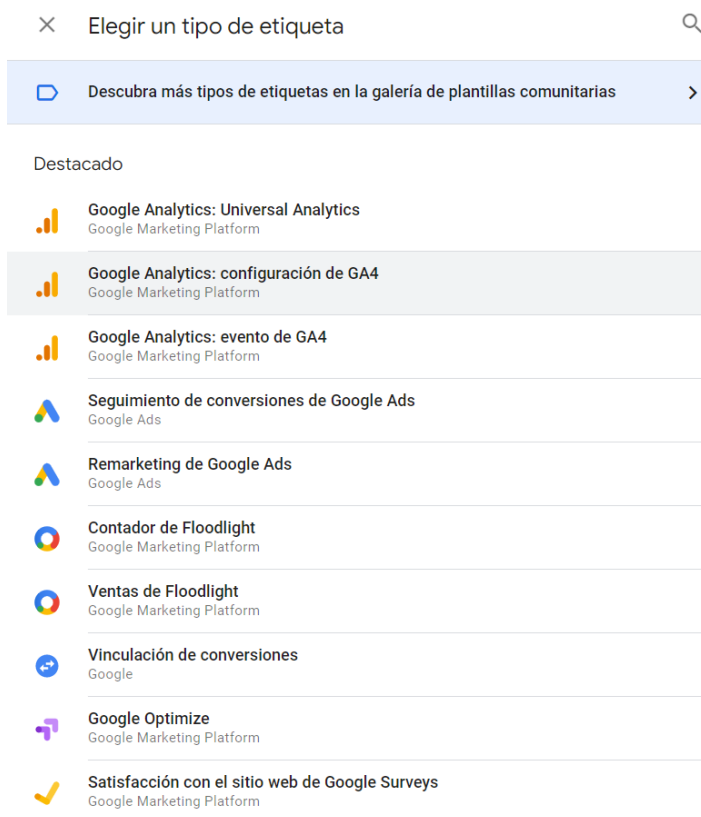 Elegir un tipo de etiqueta
Descubra más tipos de etiquetas en la galería de plantillas comunitarias
Destacado
Google Analytics: Universal Analytics
Google Marketing Platform
Google Analytics: configuración de GA4
Google Marketing Platform
Google Analytics: evento de GA4
Google Marketing Platform
Seguimiento de conversiones de Google Ads
Google Ads
Remarketing de Google Ads
Google Ads
Contador de Floodlight
Google Marketing Platform
Ventas de Floodlight
Google Marketing Platform
Vinculación de conversiones
Google
Google Optimize
Google Marketing Platform
Satisfacción con el sitio web de Google Surveys
Google Marketing Platform